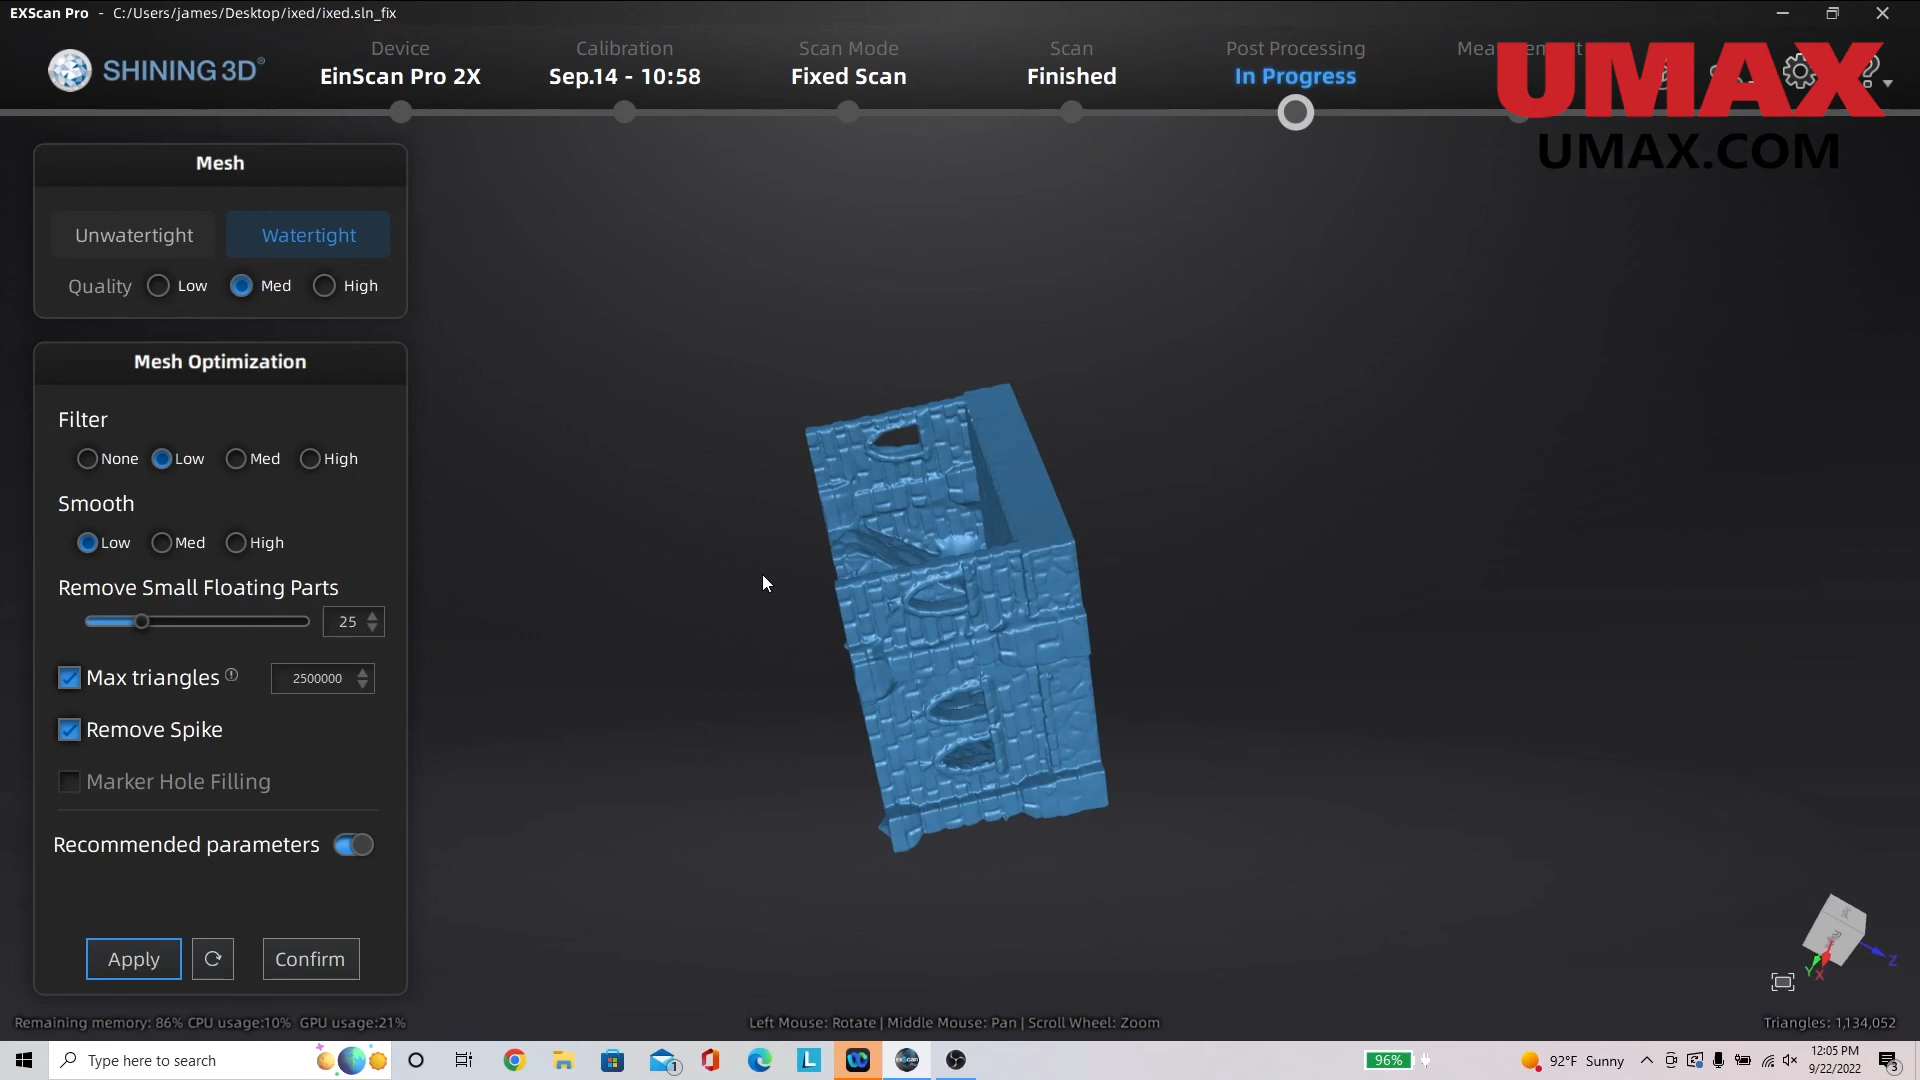 EXScan Pro - C:/Users/james/Desktop/ixed/ixed.sln_fix
SHINING 3D®
Device
EinScan Pro 2X
Calibration
Sep.14 - 10:58
Scan Mode
Fixed Scan
Scan
Finished
Post Processing
In Progress
UMAX
UMAX.COM
Mesh
Unwatertight
Watertight
Quality Low Med High
Mesh Optimization
Filter
None Low Med High
Smooth
Low Med High
Remove Small Floating Parts
25
Max triangles 2500000
Remove Spike
Marker Hole Filling
Recommended parameters
Apply Confirm
Right
Y X Z
Remaining memory: 86% CPU usage:10% GPU usage:21%
Left Mouse: Rotate | Middle Mouse: Pan | Scroll Wheel: Zoom
Triangles: 1,134,052
Type here to search
1
L
EXScan
96%
92°F Sunny
12:05 PM
9/22/2022
3